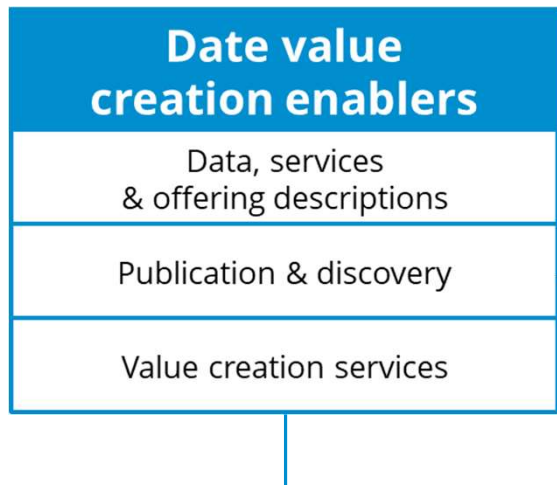 Date value
creation enablers
Data, services
& offering descriptions
Publication & discovery
Value creation services